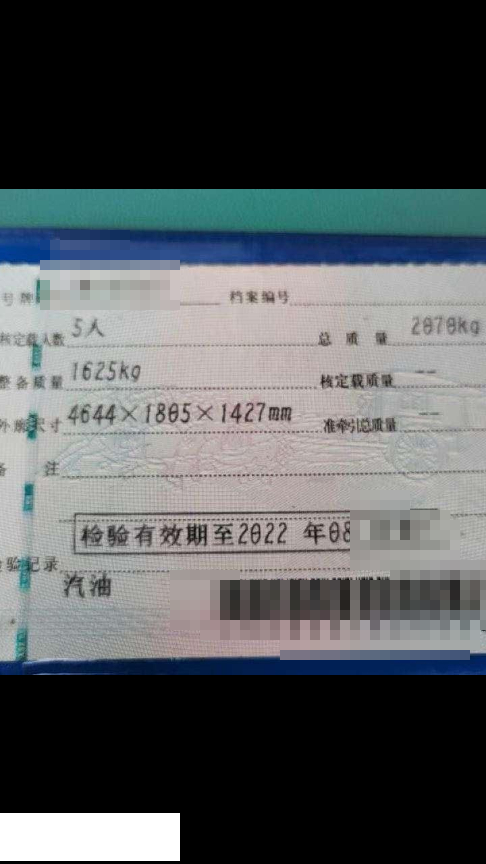 号牌 档案编号
核定载人数 5人 总质量 2070kg
整备质量 1625kg 核定载质量 --
外廓尺寸 4644×1805×1427mm 准牵引总质量 --
备注
检验有效期至2022 年08
检验记录
汽油